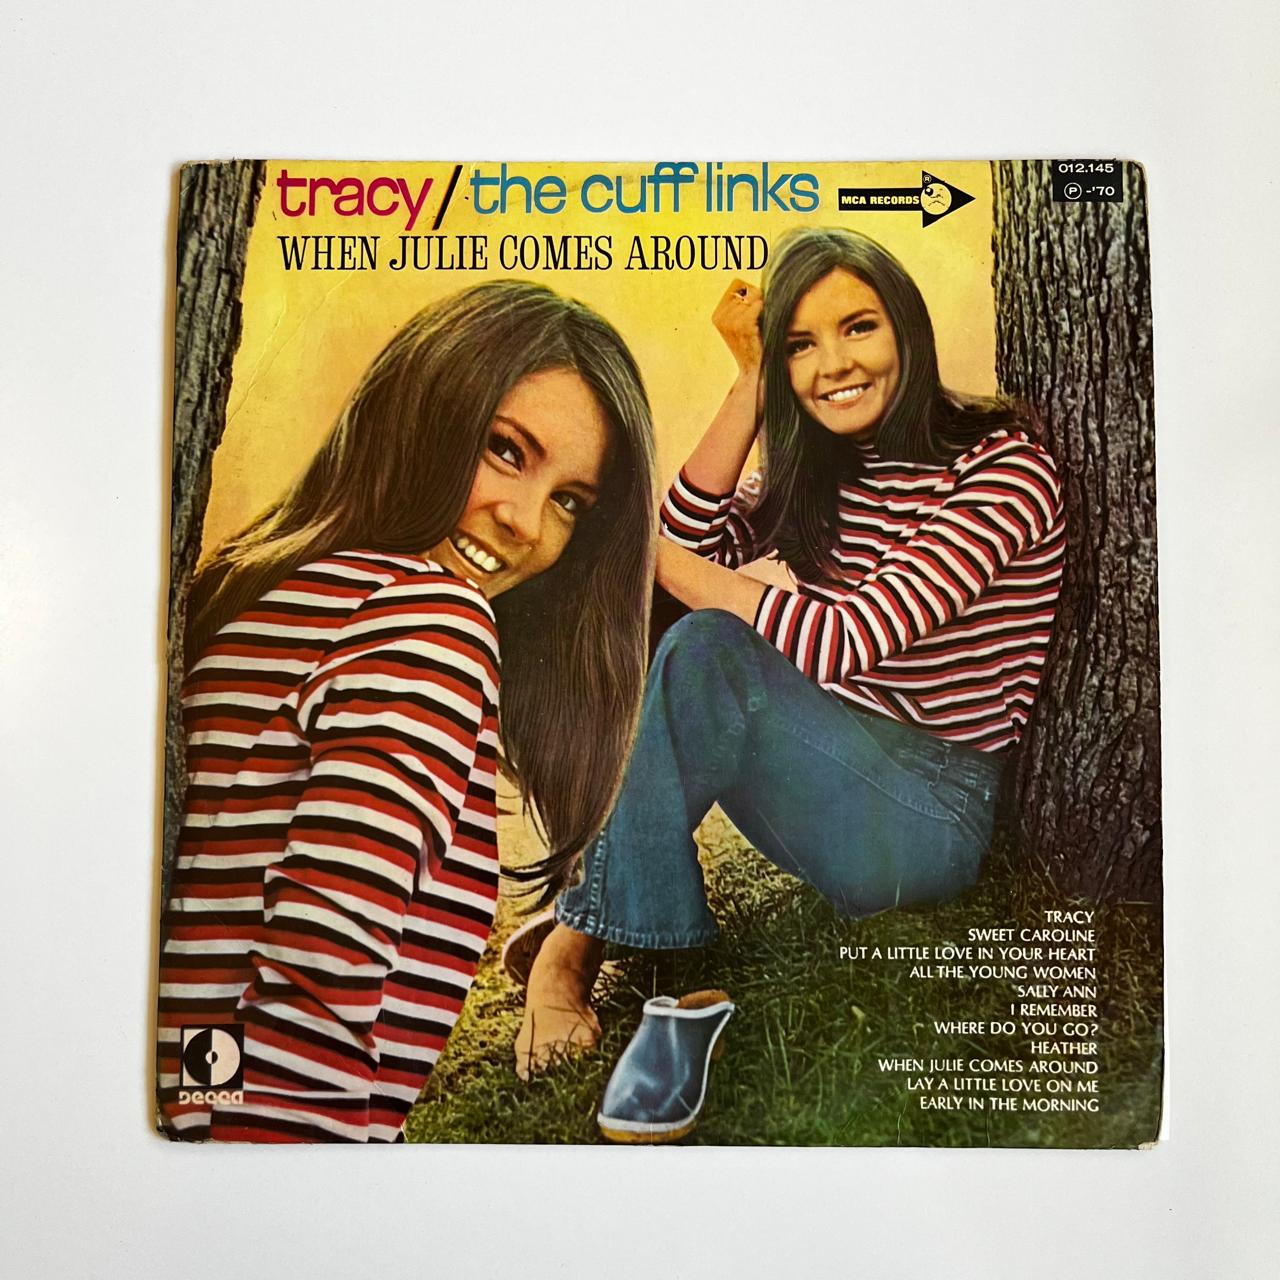 tracy/the cuff links
MCA RECORDS
®
012.145
Ⓟ -'70
WHEN JULIE COMES AROUND
TRACY
SWEET CAROLINE
PUT A LITTLE LOVE IN YOUR HEART
ALL THE YOUNG WOMEN
SALLY ANN
I REMEMBER
WHERE DO YOU GO?
HEATHER
WHEN JULIE COMES AROUND
LAY A LITTLE LOVE ON ME
EARLY IN THE MORNING
Decca